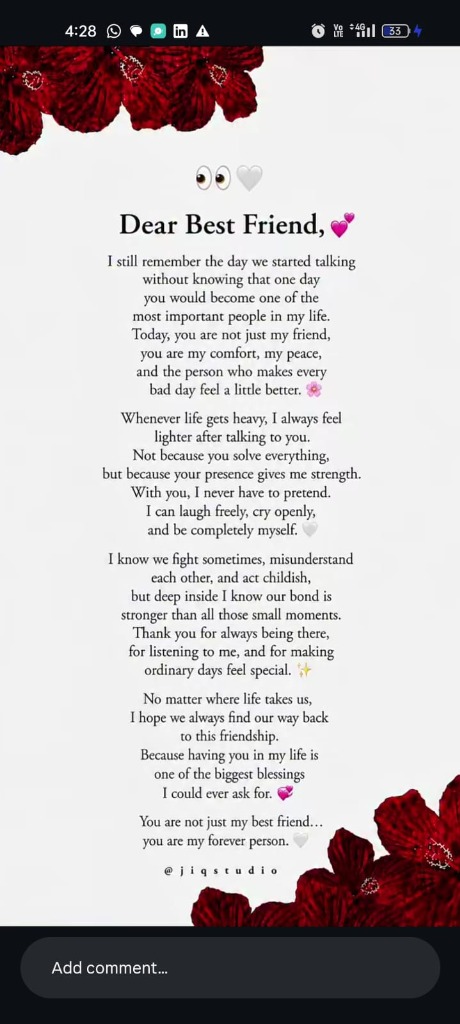 4:28
Vo LTE 4G 33
👀🤍
Dear Best Friend, 💕
I still remember the day we started talking
without knowing that one day
you would become one of the
most important people in my life.
Today, you are not just my friend,
you are my comfort, my peace,
and the person who makes every
bad day feel a little better. 🌸
Whenever life gets heavy, I always feel
lighter after talking to you.
Not because you solve everything,
but because your presence gives me strength.
With you, I never have to pretend.
I can laugh freely, cry openly,
and be completely myself. 🤍
I know we fight sometimes, misunderstand
each other, and act childish,
but deep inside I know our bond is
stronger than all those small moments.
Thank you for always being there,
for listening to me, and for making
ordinary days feel special. ✨
No matter where life takes us,
I hope we always find our way back
to this friendship.
Because having you in my life is
one of the biggest blessings
I could ever ask for. 💞
You are not just my best friend…
you are my forever person. 🤍
@jiqstudio
Add comment...